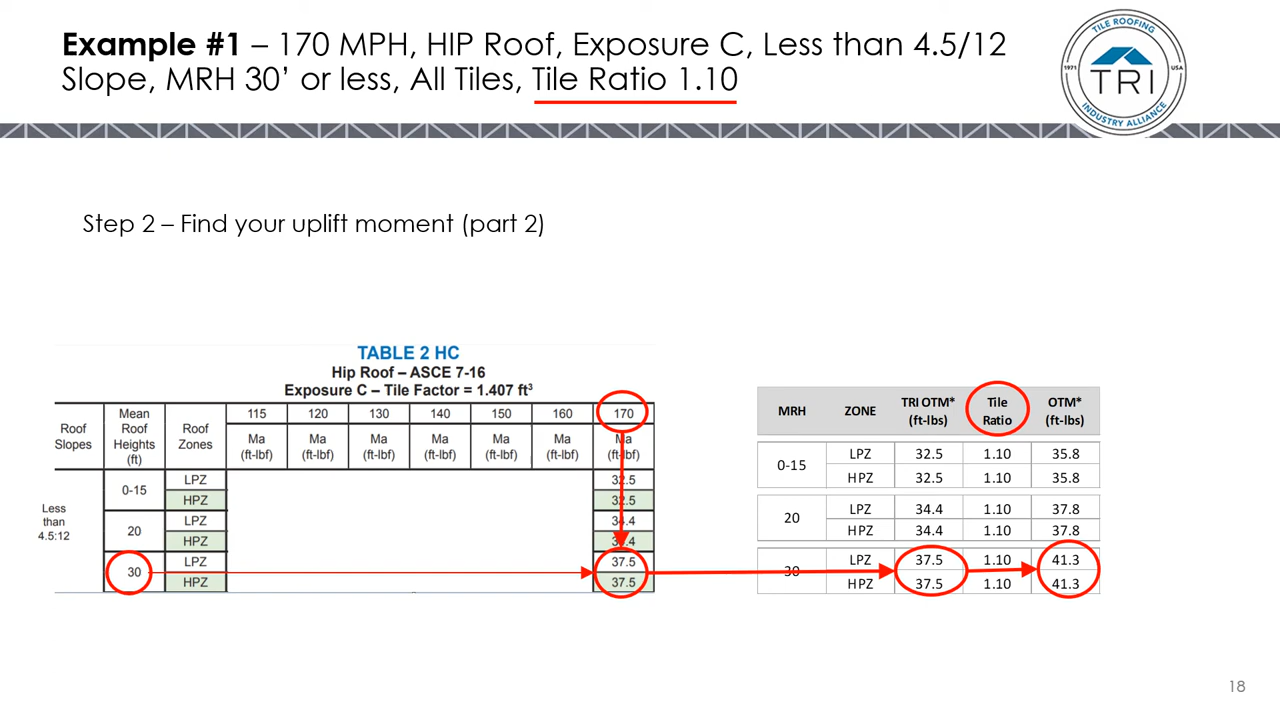 Example #1 – 170 MPH, HIP Roof, Exposure C, Less than 4.5/12
Slope, MRH 30’ or less, All Tiles, Tile Ratio 1.10
TILE ROOFING
1971
TRI
USA
INDUSTRY ALLIANCE
Step 2 – Find your uplift moment (part 2)
TABLE 2 HC
Hip Roof – ASCE 7-16
Exposure C – Tile Factor = 1.407 ft³
Roof Slopes Mean Roof Heights (ft) Roof Zones 115 120 130 140 150 160 170
Ma (ft-lbf) Ma (ft-lbf) Ma (ft-lbf) Ma (ft-lbf) Ma (ft-lbf) Ma (ft-lbf) Ma (ft-lbf)
Less than 4.5:12 0-15 LPZ 32.5
HPZ 32.5
20 LPZ 34.4
HPZ 34.4
30 LPZ 37.5
HPZ 37.5
MRH ZONE TRI OTM* (ft-lbs) Tile Ratio OTM* (ft-lbs)
0-15 LPZ 32.5 1.10 35.8
HPZ 32.5 1.10 35.8
20 LPZ 34.4 1.10 37.8
HPZ 34.4 1.10 37.8
30 LPZ 37.5 1.10 41.3
HPZ 37.5 1.10 41.3
18